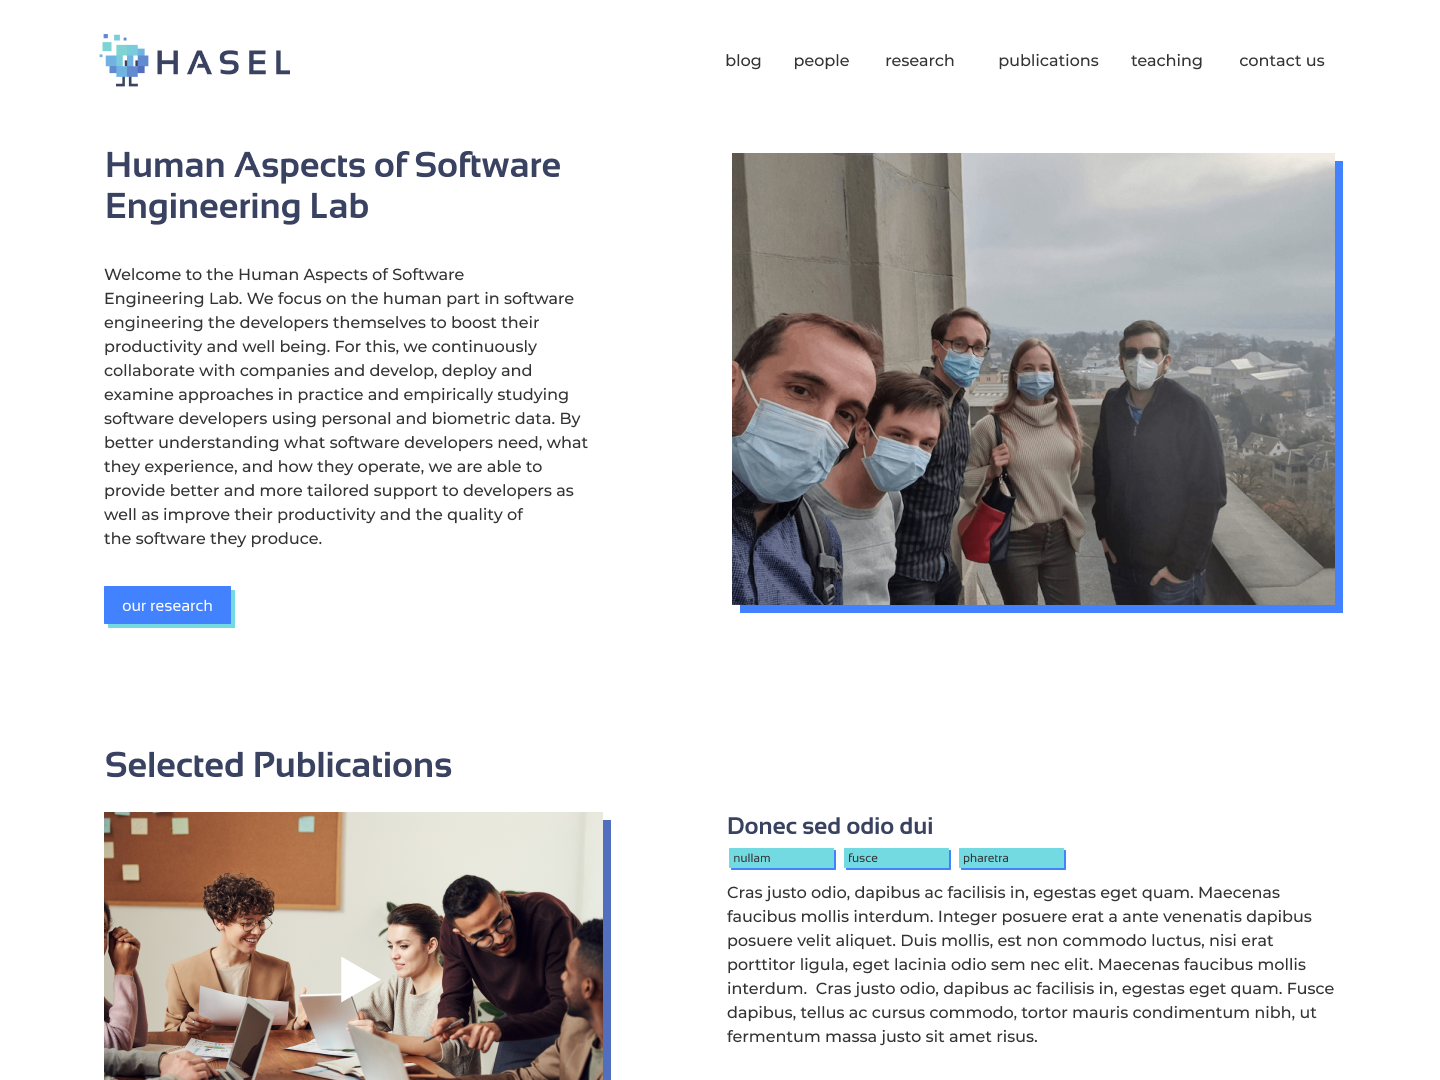 HASEL
blog people research publications teaching contact us
Human Aspects of Software
Engineering Lab
Welcome to the Human Aspects of Software
Engineering Lab. We focus on the human part in software
engineering the developers themselves to boost their
productivity and well being. For this, we continuously
collaborate with companies and develop, deploy and
examine approaches in practice and empirically studying
software developers using personal and biometric data. By
better understanding what software developers need, what
they experience, and how they operate, we are able to
provide better and more tailored support to developers as
well as improve their productivity and the quality of
the software they produce.
our research
Selected Publications
Donec sed odio dui
nullam fusce pharetra
Cras justo odio, dapibus ac facilisis in, egestas eget quam. Maecenas
faucibus mollis interdum. Integer posuere erat a ante venenatis dapibus
posuere velit aliquet. Duis mollis, est non commodo luctus, nisi erat
porttitor ligula, eget lacinia odio sem nec elit. Maecenas faucibus mollis
interdum.  Cras justo odio, dapibus ac facilisis in, egestas eget quam. Fusce
dapibus, tellus ac cursus commodo, tortor mauris condimentum nibh, ut
fermentum massa justo sit amet risus.